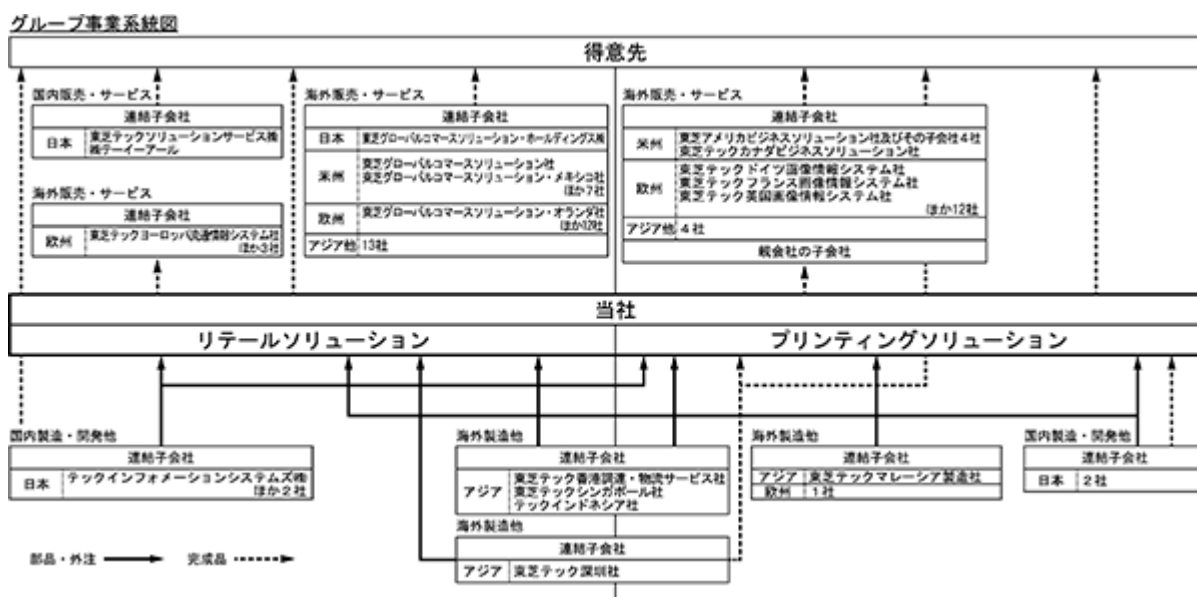 グループ事業系統図
得意先
国内販売・サービス
連結子会社
日本
東芝テックソリューションサービス㈱
㈱テーイーアール
海外販売・サービス
連結子会社
欧州
東芝テックヨーロッパ流通情報システム社
ほか3社
海外販売・サービス
連結子会社
日本
東芝グローバルコマースソリューション・ホールディングス㈱
米州
東芝グローバルコマースソリューション社
東芝グローバルコマースソリューション・メキシコ社
ほか7社
欧州
東芝グローバルコマースソリューション・オランダ社
ほか12社
アジア他
13社
海外販売・サービス
連結子会社
米州
東芝アメリカビジネスソリューション社及びその子会社4社
東芝テックカナダビジネスソリューション社
欧州
東芝テックドイツ画像情報システム社
東芝テックフランス画像情報システム社
東芝テック英国画像情報システム社
ほか12社
アジア他
4社
親会社の子会社
当社
リテールソリューション
プリンティングソリューション
国内製造・開発他
連結子会社
日本
テックインフォメーションシステムズ㈱
ほか2社
海外製造他
連結子会社
アジア
東芝テック香港調達・物流サービス社
東芝テックシンガポール社
テックインドネシア社
海外製造他
連結子会社
アジア
東芝テック深圳社
海外製造他
連結子会社
アジア
東芝テックマレーシア製造社
欧州
1社
国内製造・開発他
連結子会社
日本
2社
部品・外注
完成品